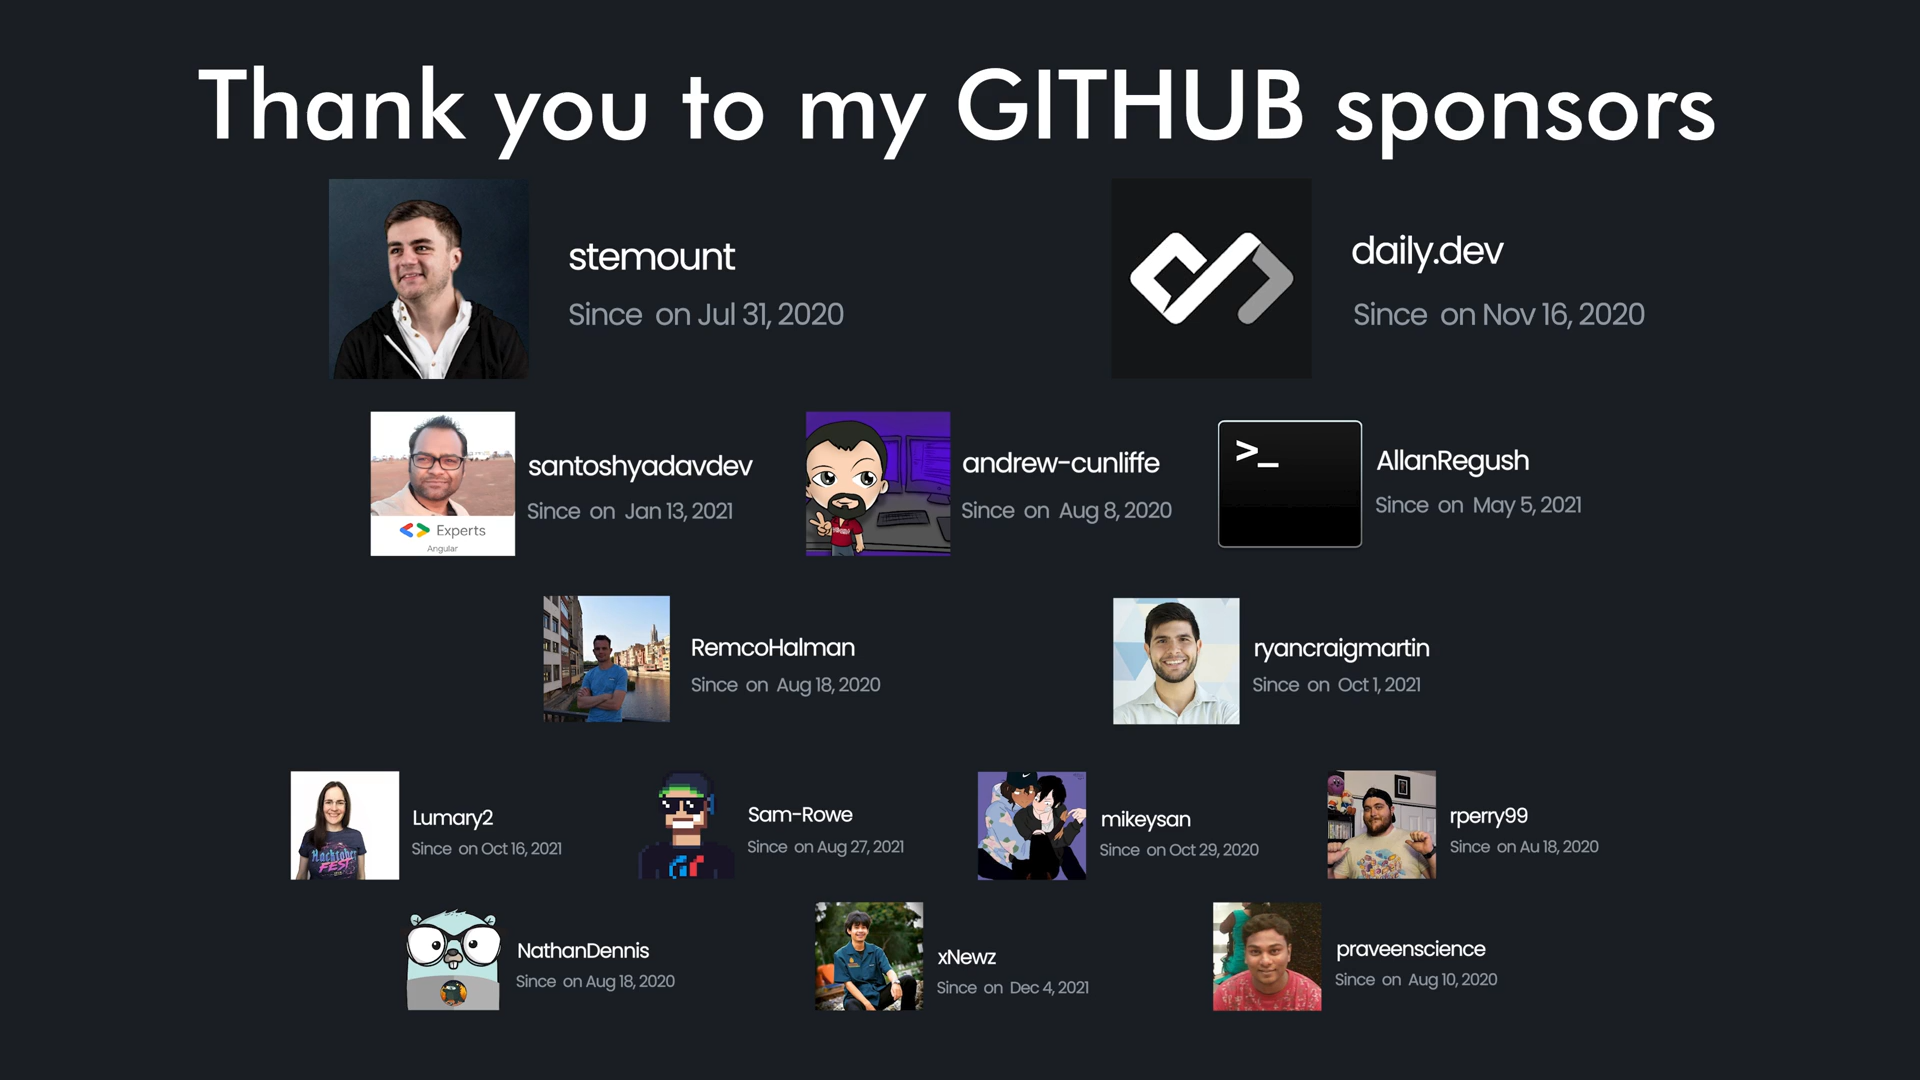 Thank you to my GITHUB sponsors
stemount
Since on Jul 31, 2020
daily.dev
Since on Nov 16, 2020
santoshyadavdev
Since on Jan 13, 2021
Experts
Angular
andrew-cunliffe
Since on Aug 8, 2020
>_
AllanRegush
Since on May 5, 2021
RemcoHalman
Since on Aug 18, 2020
ryancraigmartin
Since on Oct 1, 2021
Hacktober
FEST
Lumary2
Since on Oct 16, 2021
Sam-Rowe
Since on Aug 27, 2021
mikeysan
Since on Oct 29, 2020
rperry99
Since on Au 18, 2020
NathanDennis
Since on Aug 18, 2020
xNewz
Since on Dec 4, 2021
praveenscience
Since on Aug 10, 2020